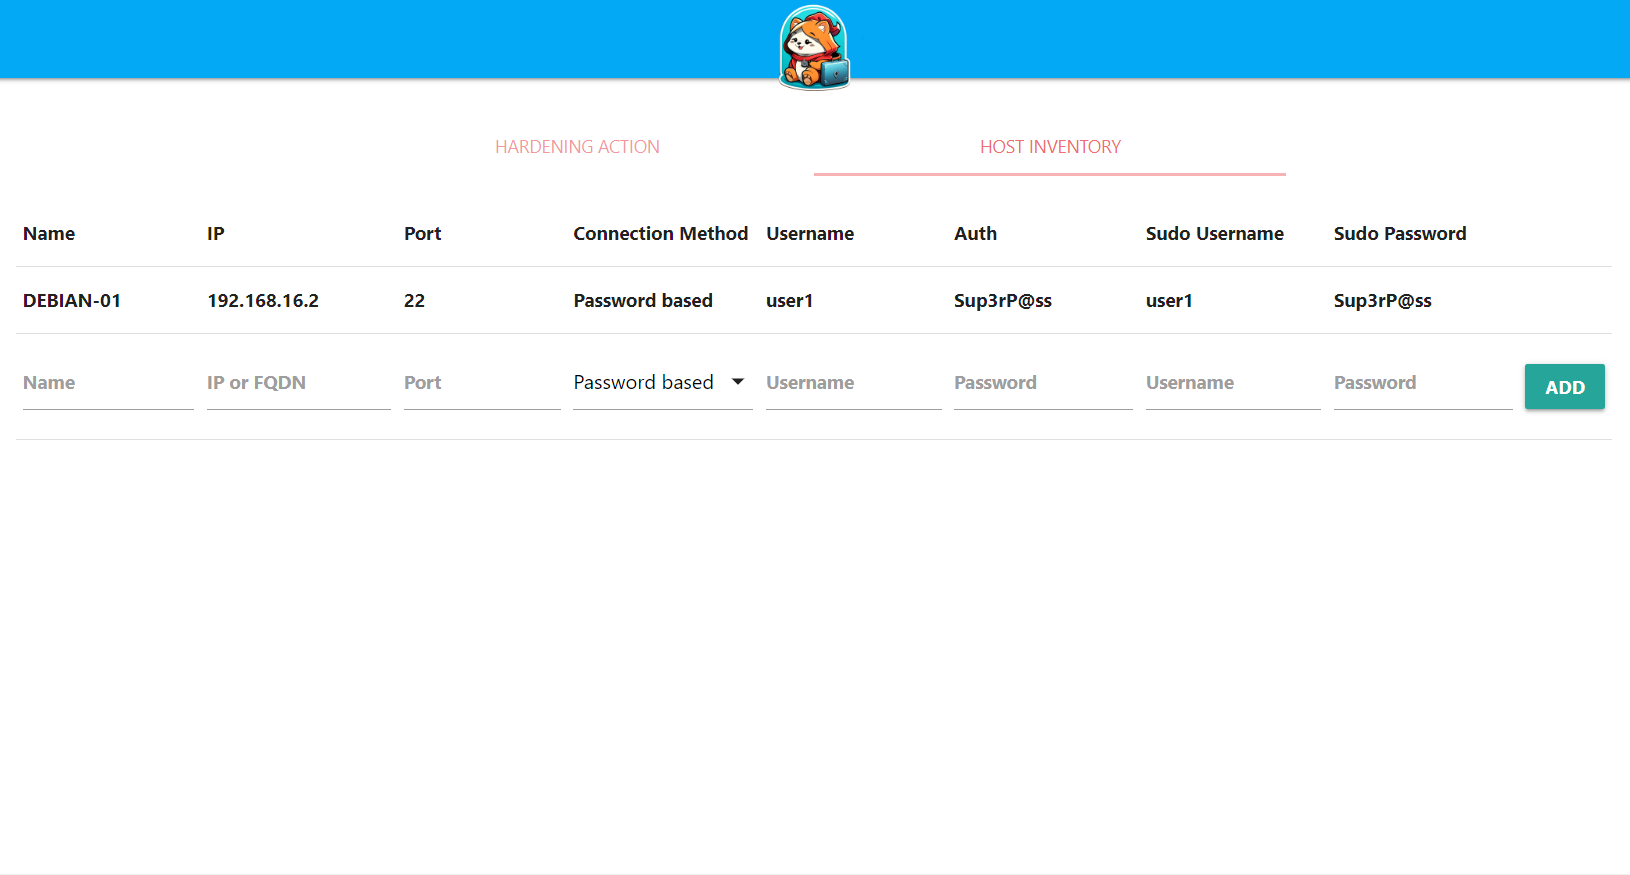 HARDENING ACTION HOST INVENTORY
Name IP Port Connection Method Username Auth Sudo Username Sudo Password
DEBIAN-01 192.168.16.2 22 Password based user1 Sup3rP@ss user1 Sup3rP@ss
Name IP or FQDN Port Password based Username Password Username Password ADD